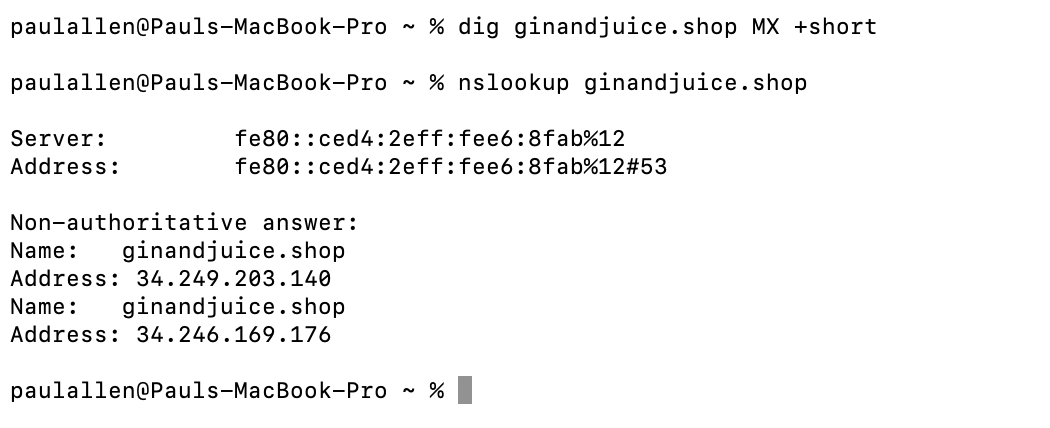 paulallen@Pauls-MacBook-Pro ~ % dig ginandjuice.shop MX +short
paulallen@Pauls-MacBook-Pro ~ % nslookup ginandjuice.shop
Server: fe80::ced4:2eff:fee6:8fab%12
Address: fe80::ced4:2eff:fee6:8fab%12#53
Non-authoritative answer:
Name: ginandjuice.shop
Address: 34.249.203.140
Name: ginandjuice.shop
Address: 34.246.169.176
paulallen@Pauls-MacBook-Pro ~ %